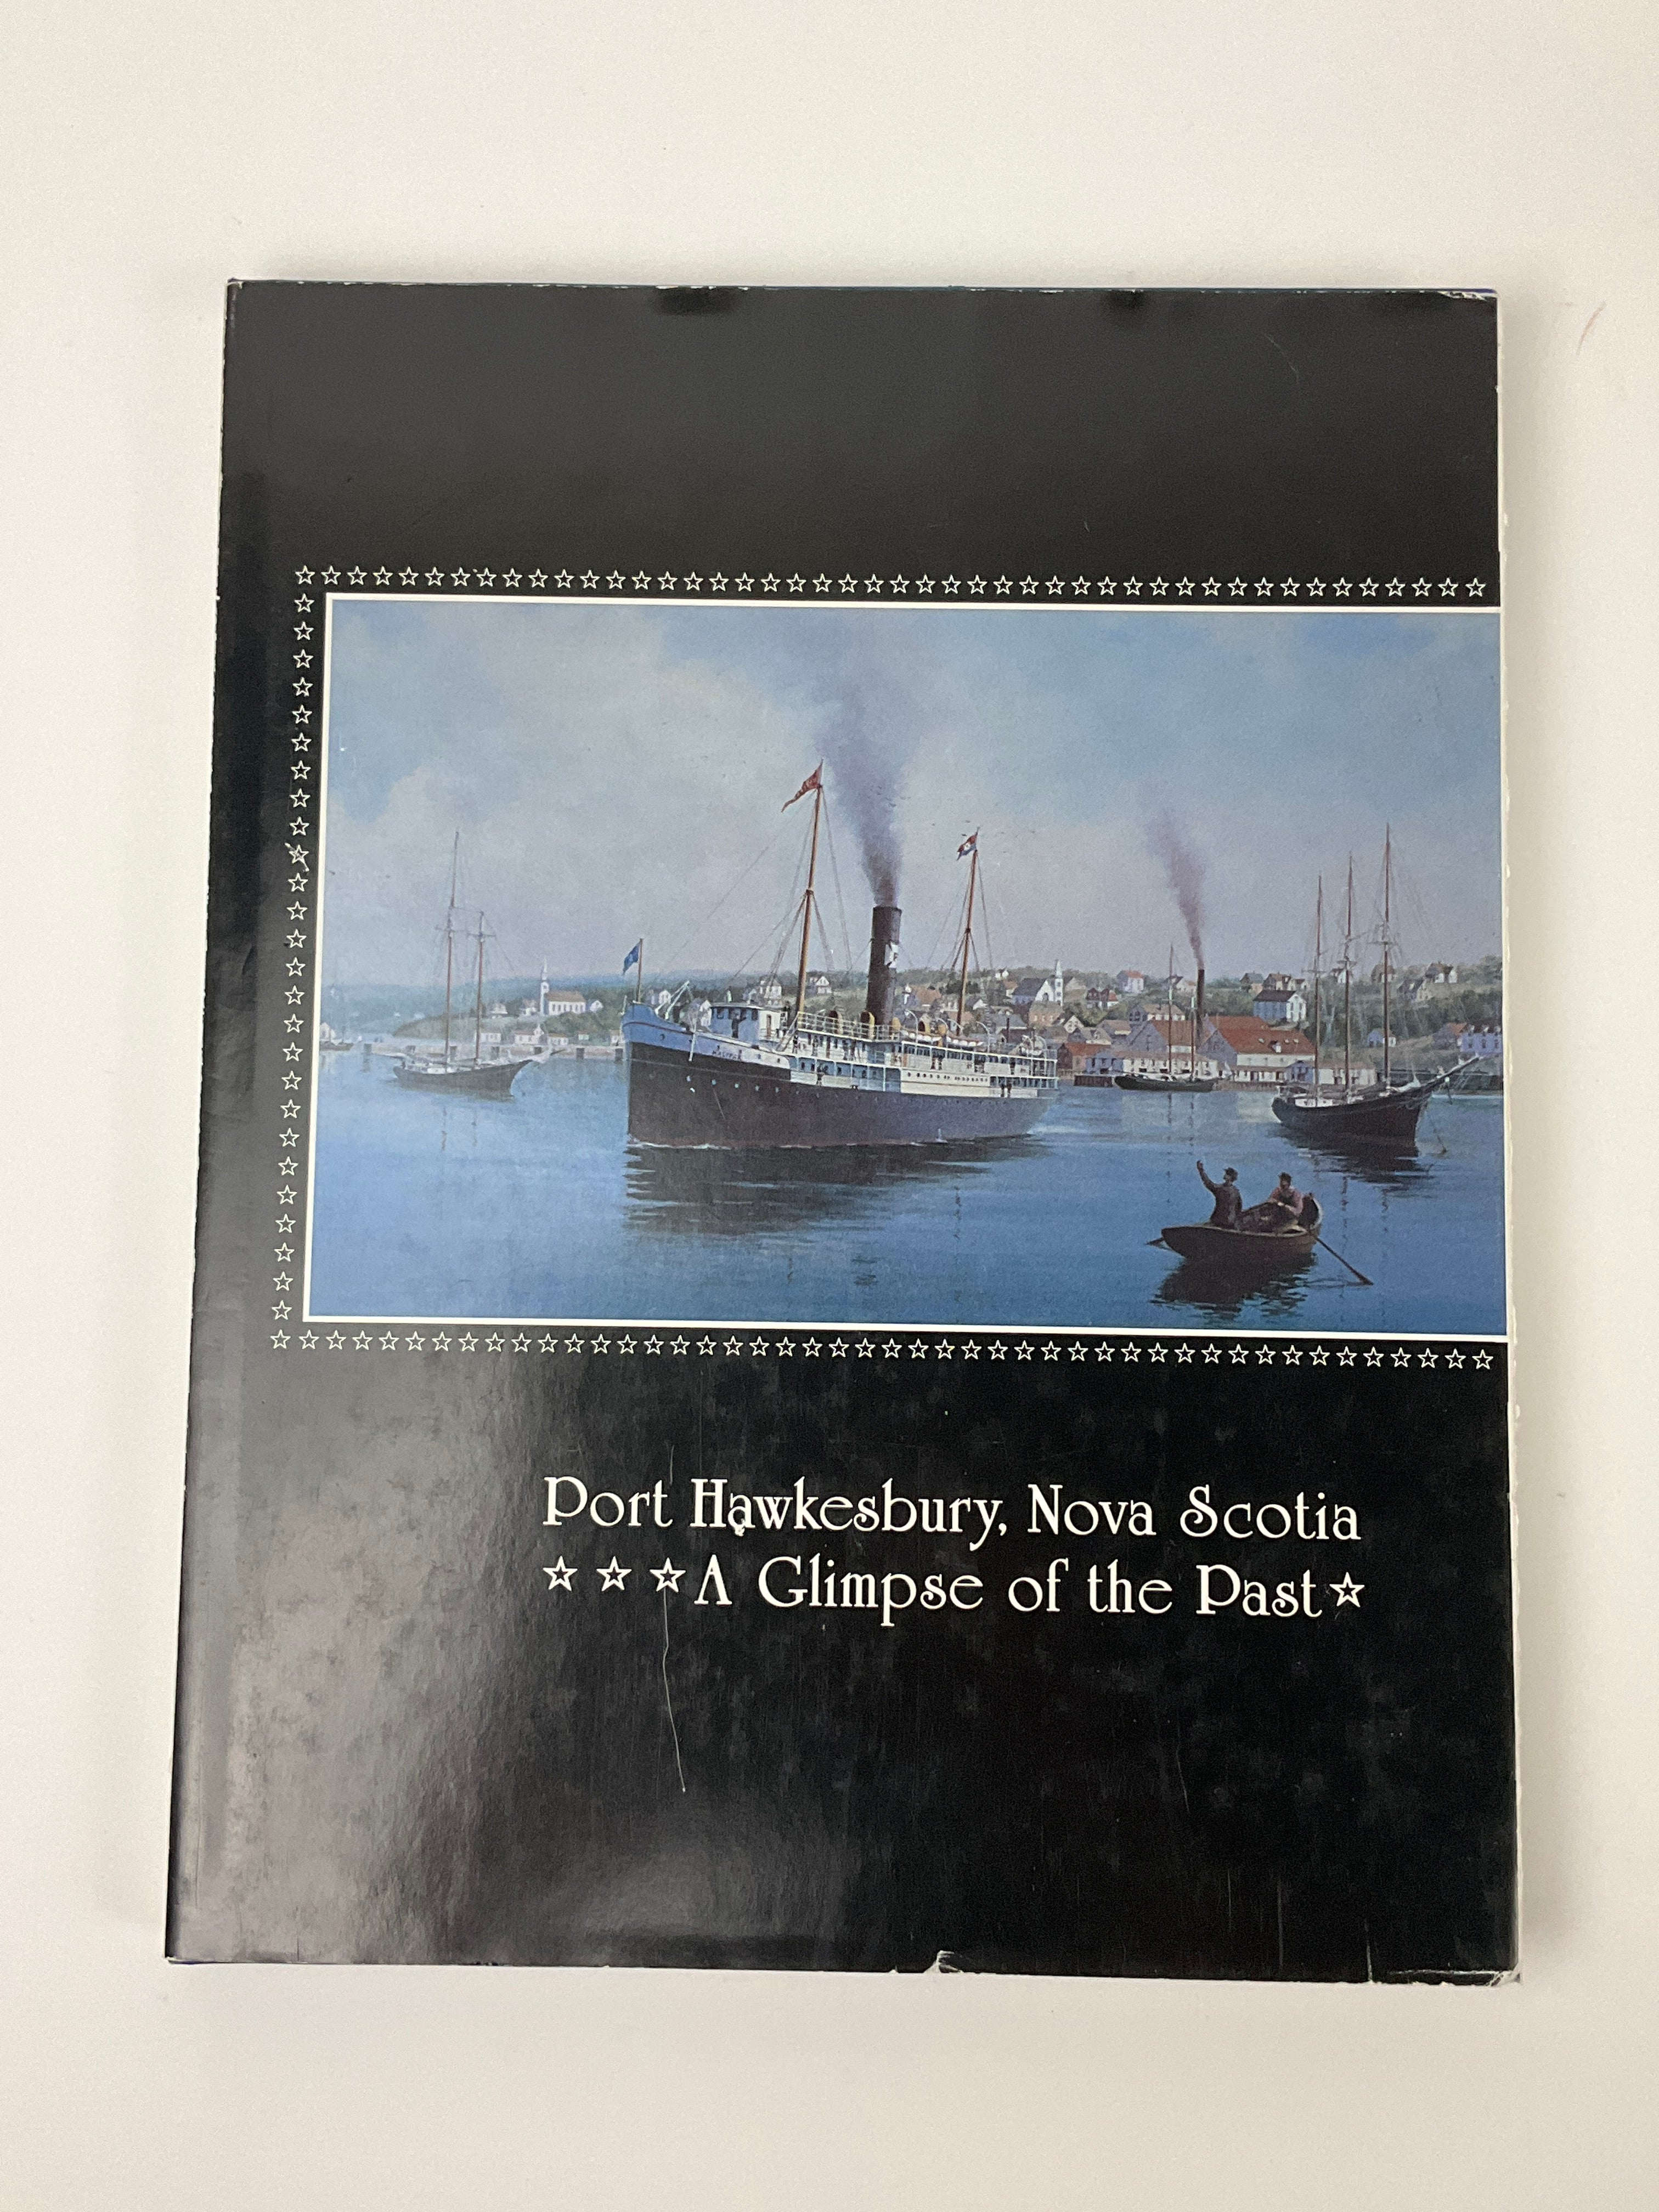 Port Hawkesbury, Nova Scotia
☆ ☆ ☆ A Glimpse of the Past ☆